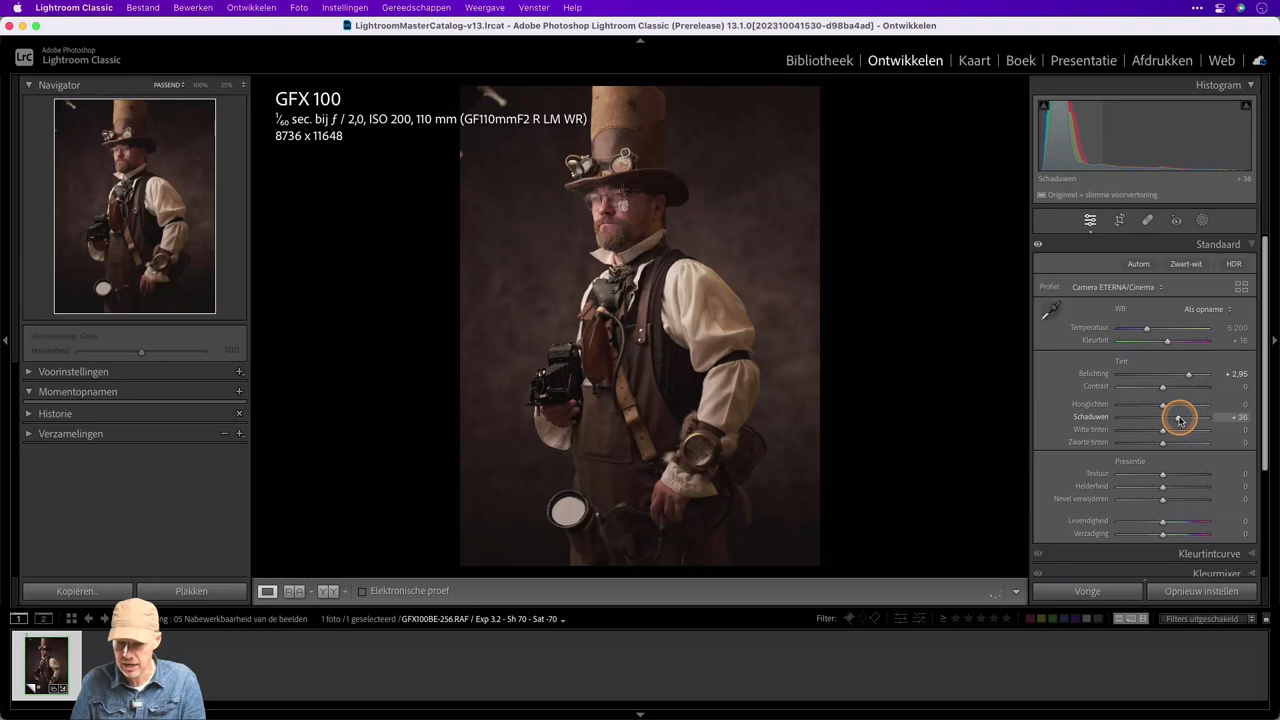 Lightroom Classic Bestand Bewerken Ontwikkelen Foto Instellingen Gereedschappen Weergave Venster Help
LightroomMasterCatalog-v13.lrcat - Adobe Photoshop Lightroom Classic (Prerelease) 13.1.0[202310041530-d98ba4ad] - Ontwikkelen
Lrc
Adobe Photoshop
Lightroom Classic
Bibliotheek | Ontwikkelen | Kaart | Boek | Presentatie | Afdrukken | Web
Navigator PASSEND 100% 25%
Voorinstelling: Geen
Hoeveelheid 100
Voorinstellingen
Momentopnamen
Historie
Verzamelingen
Kopiëren... Plakken
GFX 100
1/60 sec. bij ƒ / 2,0, ISO 200, 110 mm (GF110mmF2 R LM WR)
8736 x 11648
Elektronische proef
Histogram
Schaduwen + 36
Origineel + slimme voorvertoning
Standaard
Autom. Zwart-wit HDR
Profiel: Camera ETERNA/Cinema
WB Als opname
Temperatuur 5.200
Kleurtint + 16
Tint
Belichting + 2,95
Contrast 0
Hooglichten 0
Schaduwen + 36
Witte tinten 0
Zwarte tinten 0
Presentie
Textuur 0
Helderheid 0
Nevel verwijderen 0
Levendigheid 0
Verzadiging 0
Kleurtintcurve
Kleurmixer
Vorige Opnieuw instellen
1 2 : 05 Nabewerkbaarheid van de beelden 1 foto / 1 geselecteerd / GFX100BE-256.RAF / Exp 3.2 - Sh 70 - Sat -70 Filter: Filters uitgeschakeld